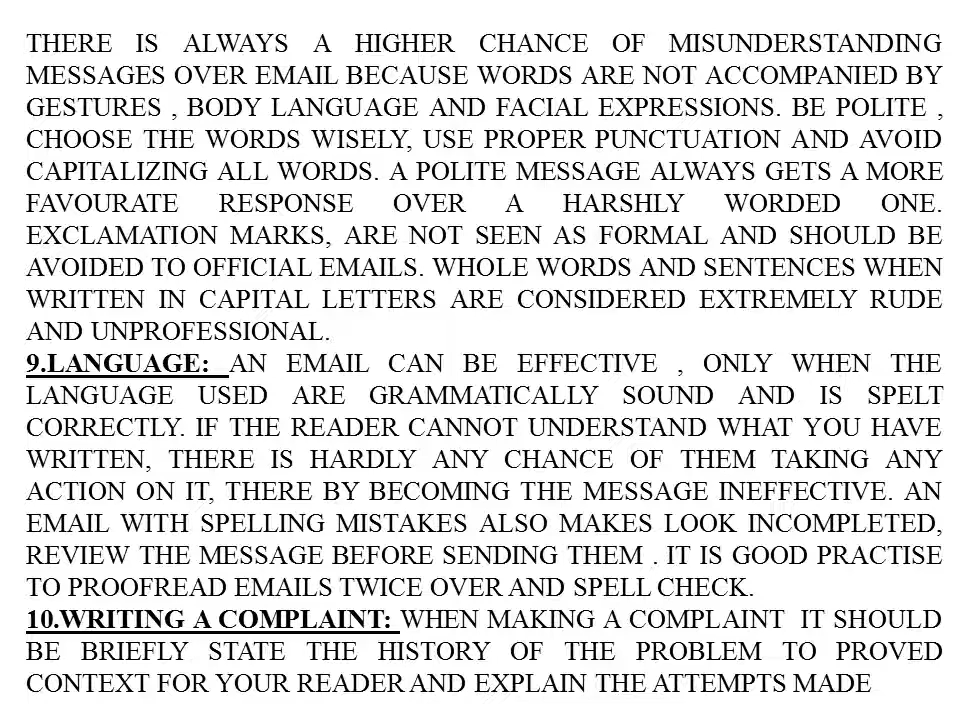 THERE IS ALWAYS A HIGHER CHANCE OF MISUNDERSTANDING
MESSAGES OVER EMAIL BECAUSE WORDS ARE NOT ACCOMPANIED BY
GESTURES , BODY LANGUAGE AND FACIAL EXPRESSIONS. BE POLITE ,
CHOOSE THE WORDS WISELY, USE PROPER PUNCTUATION AND AVOID
CAPITALIZING ALL WORDS. A POLITE MESSAGE ALWAYS GETS A MORE
FAVOURATE RESPONSE OVER A HARSHLY WORDED ONE.
EXCLAMATION MARKS, ARE NOT SEEN AS FORMAL AND SHOULD BE
AVOIDED TO OFFICIAL EMAILS. WHOLE WORDS AND SENTENCES WHEN
WRITTEN IN CAPITAL LETTERS ARE CONSIDERED EXTREMELY RUDE
AND UNPROFESSIONAL.
9.LANGUAGE: AN EMAIL CAN BE EFFECTIVE , ONLY WHEN THE
LANGUAGE USED ARE GRAMMATICALLY SOUND AND IS SPELT
CORRECTLY. IF THE READER CANNOT UNDERSTAND WHAT YOU HAVE
WRITTEN, THERE IS HARDLY ANY CHANCE OF THEM TAKING ANY
ACTION ON IT, THERE BY BECOMING THE MESSAGE INEFFECTIVE. AN
EMAIL WITH SPELLING MISTAKES ALSO MAKES LOOK INCOMPLETED,
REVIEW THE MESSAGE BEFORE SENDING THEM . IT IS GOOD PRACTISE
TO PROOFREAD EMAILS TWICE OVER AND SPELL CHECK.
10.WRITING A COMPLAINT: WHEN MAKING A COMPLAINT IT SHOULD
BE BRIEFLY STATE THE HISTORY OF THE PROBLEM TO PROVED
CONTEXT FOR YOUR READER AND EXPLAIN THE ATTEMPTS MADE